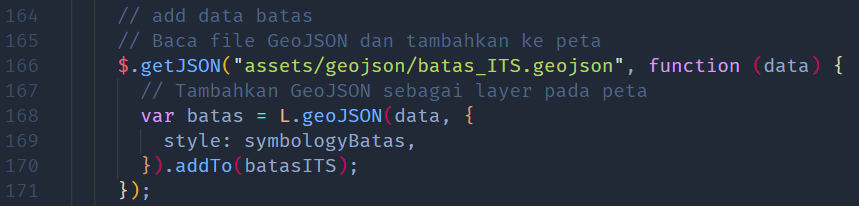 164 // add data batas
165 // Baca file GeoJSON dan tambahkan ke peta
166 $.getJSON("assets/geojson/batas_ITS.geojson", function (data) {
167 // Tambahkan GeoJSON sebagai layer pada peta
168 var batas = L.geoJSON(data, {
169 style: symbologyBatas,
170 }).addTo(batasITS);
171 });